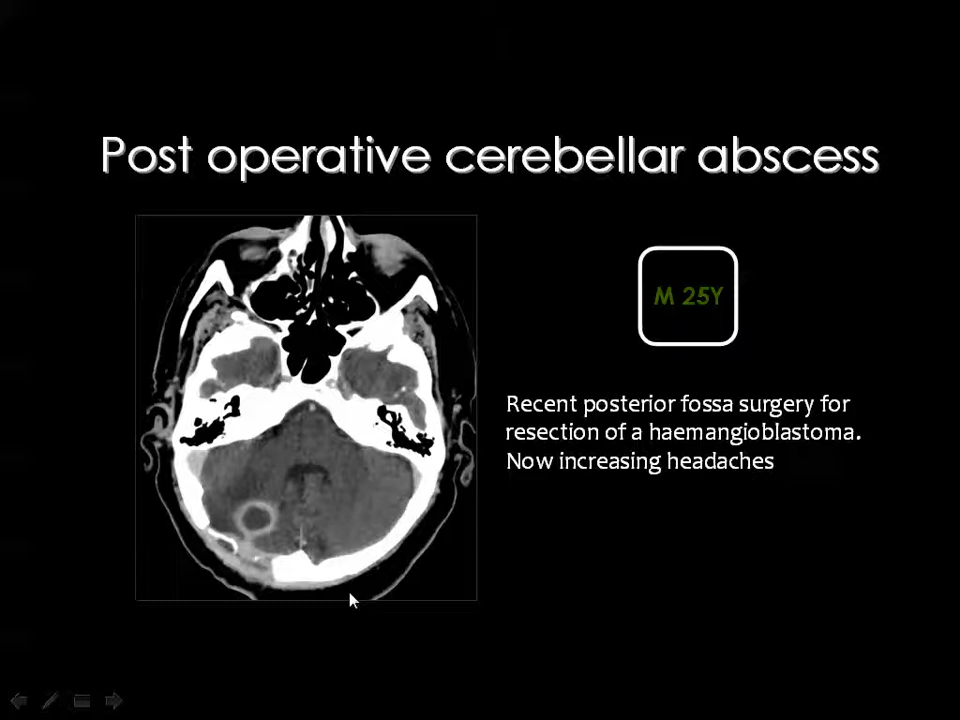 Post operative cerebellar abscess
M 25Y
Recent posterior fossa surgery for
resection of a haemangioblastoma.
Now increasing headaches